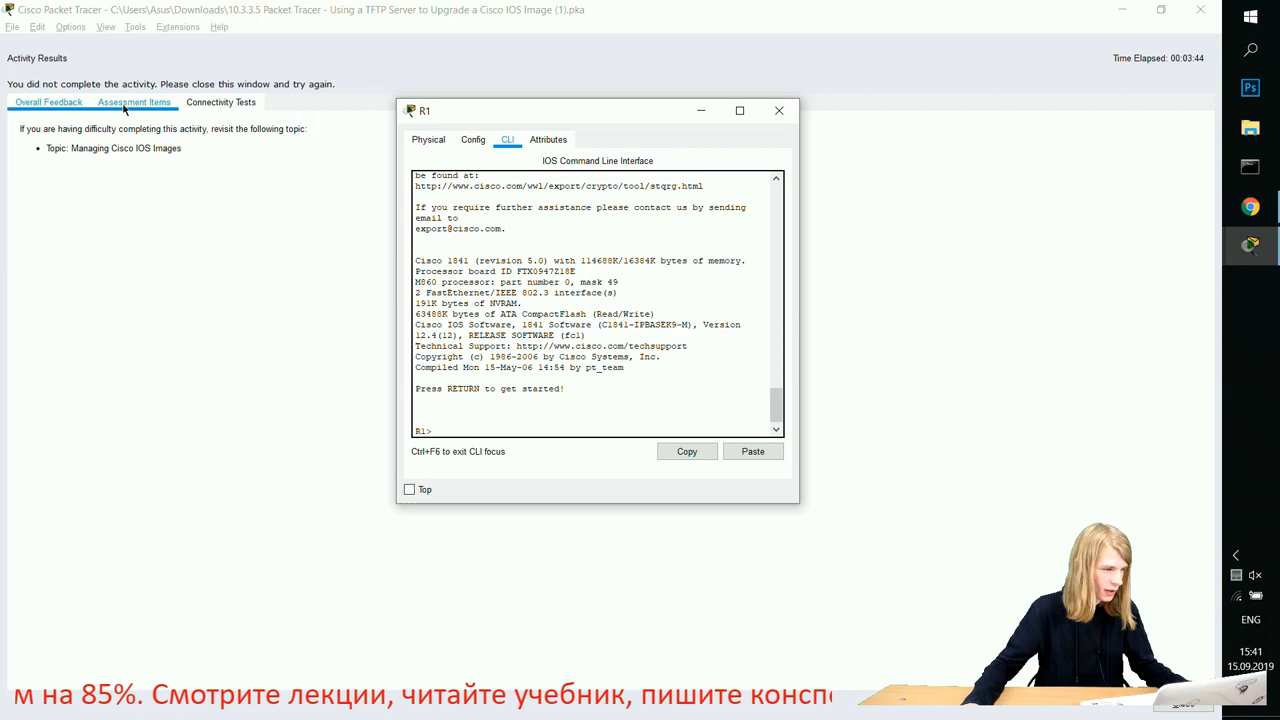 Cisco Packet Tracer - C:\Users\Asus\Downloads\10.3.3.5 Packet Tracer - Using a TFTP Server to Upgrade a Cisco IOS Image (1).pka
File Edit Options View Tools Extensions Help
Activity Results
Time Elapsed: 00:03:44
You did not complete the activity. Please close this window and try again.
Overall Feedback Assessment Items Connectivity Tests
If you are having difficulty completing this activity, revisit the following topic:
• Topic: Managing Cisco IOS Images
R1
Physical Config CLI Attributes
IOS Command Line Interface
be found at:
http://www.cisco.com/wwl/export/crypto/tool/stqrg.html
If you require further assistance please contact us by sending
email to
export@cisco.com.
Cisco 1841 (revision 5.0) with 114688K/16384K bytes of memory.
Processor board ID FTX0947Z18E
M860 processor: part number 0, mask 49
2 FastEthernet/IEEE 802.3 interface(s)
191K bytes of NVRAM.
63488K bytes of ATA CompactFlash (Read/Write)
Cisco IOS Software, 1841 Software (C1841-IPBASEK9-M), Version
12.4(12), RELEASE SOFTWARE (fc1)
Technical Support: http://www.cisco.com/techsupport
Copyright (c) 1986-2006 by Cisco Systems, Inc.
Compiled Mon 15-May-06 14:54 by pt_team
Press RETURN to get started!
R1>
Ctrl+F6 to exit CLI focus
Copy
Paste
Top
Ps
ENG
15:41
15.09.2019
м на 85%. Смотрите лекции, читайте учебник, пишите консп